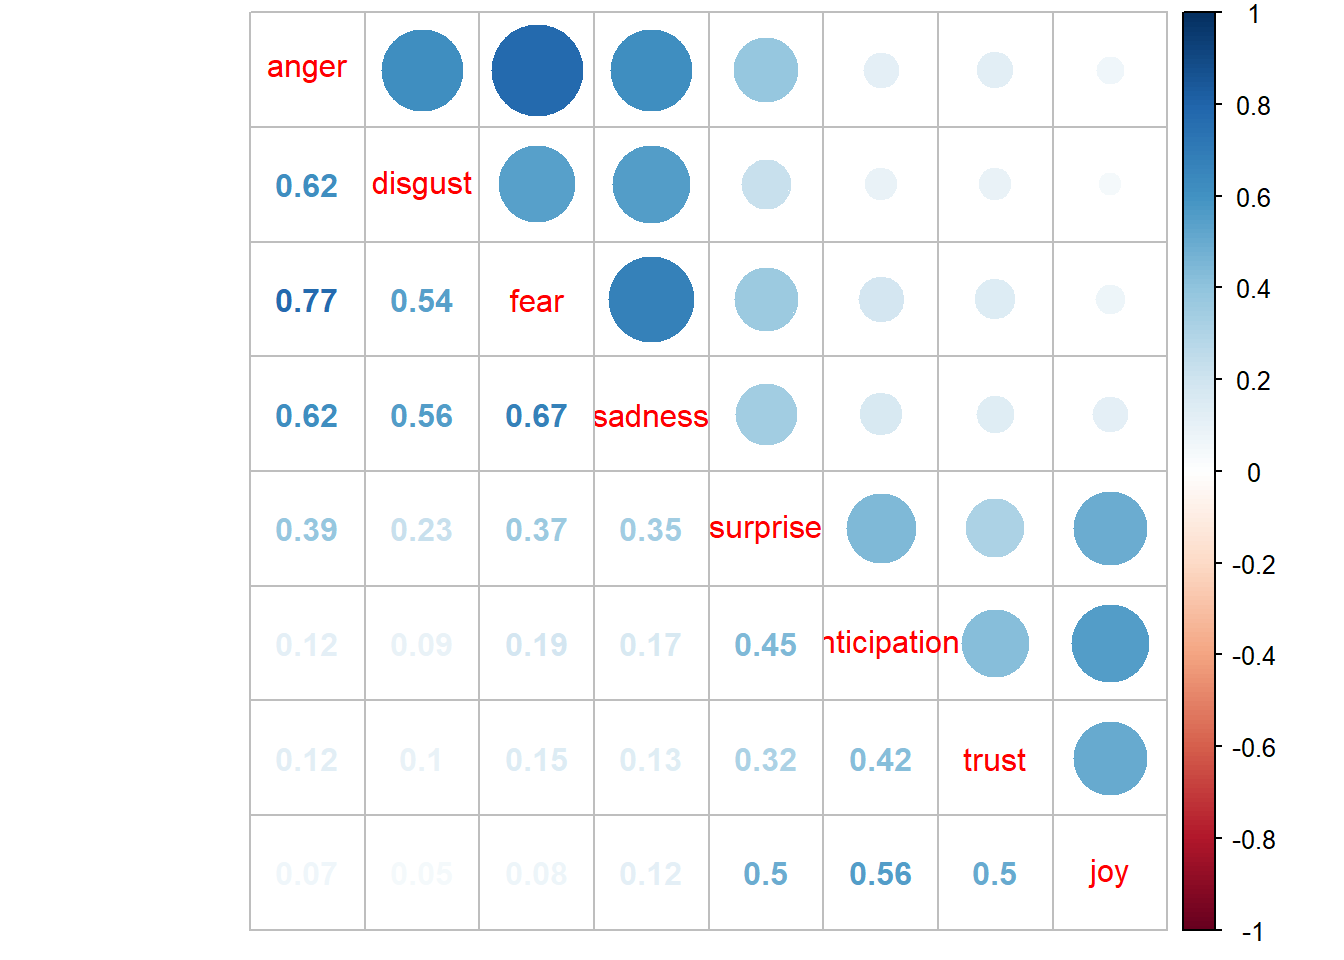 anger
0.62 disgust
0.77 0.54 fear
0.62 0.56 0.67 sadness
0.39 0.23 0.37 0.35 surprise
0.12 0.09 0.19 0.17 0.45 nticipation
0.12 0.1 0.15 0.13 0.32 0.42 trust
0.07 0.05 0.08 0.12 0.5 0.56 0.5 joy
1
0.8
0.6
0.4
0.2
0
-0.2
-0.4
-0.6
-0.8
-1